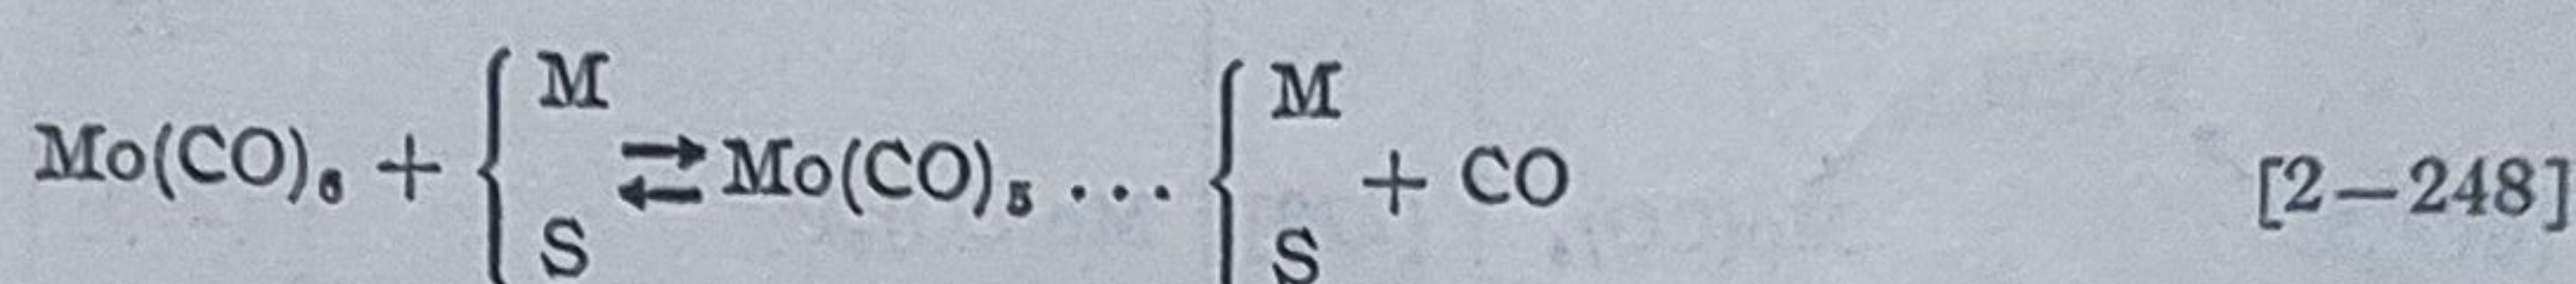 M M
Mo(CO)₆ + { ⇄ Mo(CO)₅ ... { + CO [2—248]
S S